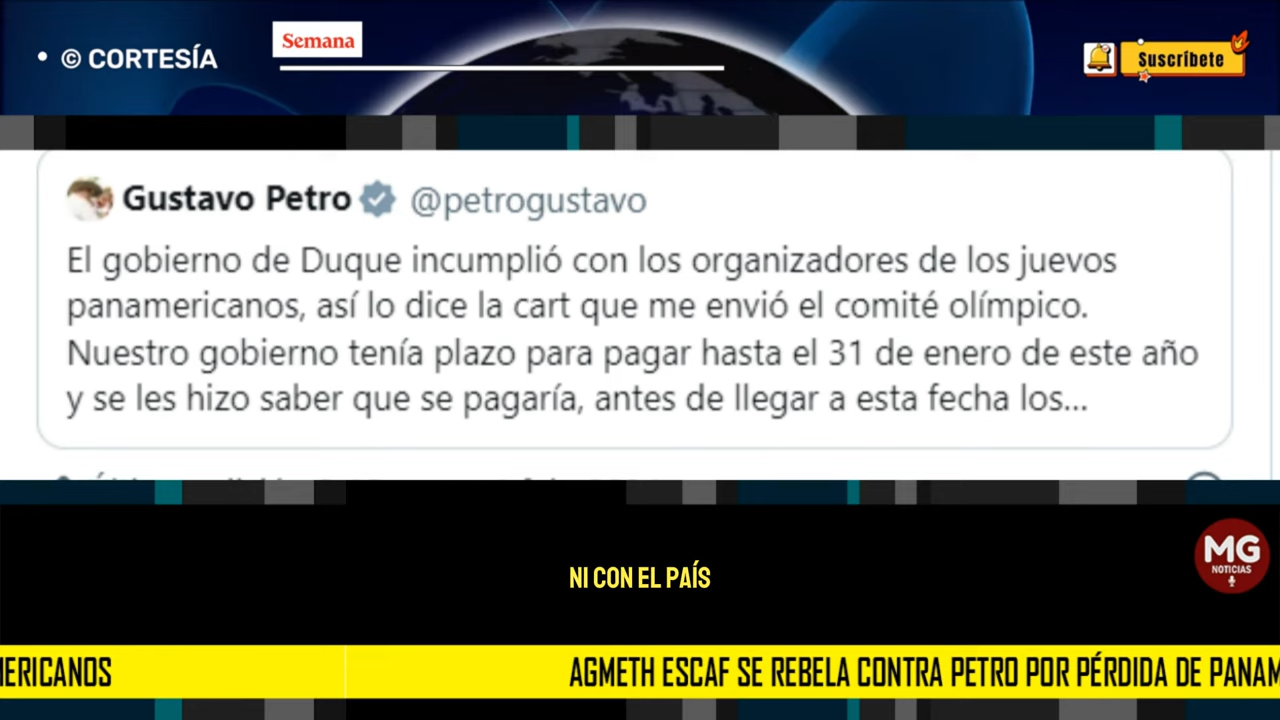 • © CORTESÍA
Semana
Suscríbete
Gustavo Petro @petrogustavo
El gobierno de Duque incumplió con los organizadores de los juevos
panamericanos, así lo dice la cart que me envió el comité olímpico.
Nuestro gobierno tenía plazo para pagar hasta el 31 de enero de este año
y se les hizo saber que se pagaría, antes de llegar a esta fecha los...
NI CON EL PAÍS
MG
NOTICIAS
MERICANOS AGMETH ESCAF SE REBELA CONTRA PETRO POR PÉRDIDA DE PANAM